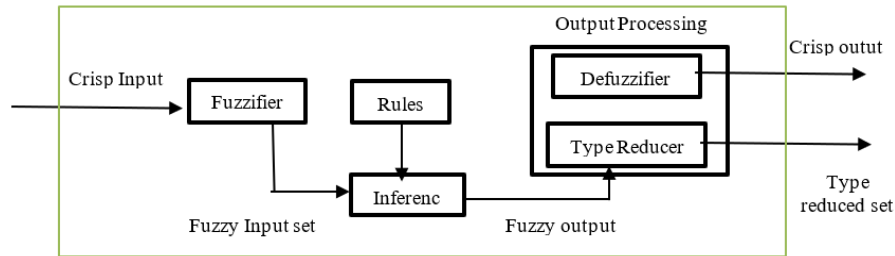 Output Processing
Crisp outut
Crisp Input
Defuzzifier
Fuzzifier
Rules
Type Reducer
Inferenc
Type
reduced set
Fuzzy Input set
Fuzzy output